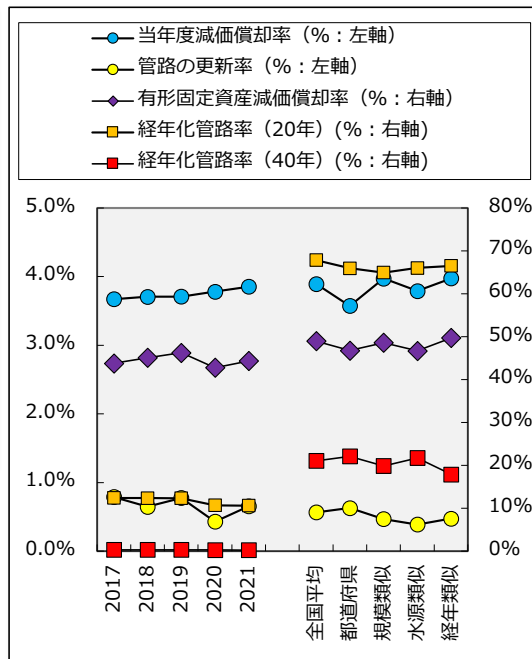 当年度減価償却率（%：左軸）
管路の更新率（%：左軸）
有形固定資産減価償却率（%：右軸）
経年化管路率（20年）(%：右軸)
経年化管路率（40年）(%：右軸)
5.0%
4.0%
3.0%
2.0%
1.0%
0.0%
80%
70%
60%
50%
40%
30%
20%
10%
0%
2017
2018
2019
2020
2021
全国平均
都道府県
規模類似
水源類似
経年類似